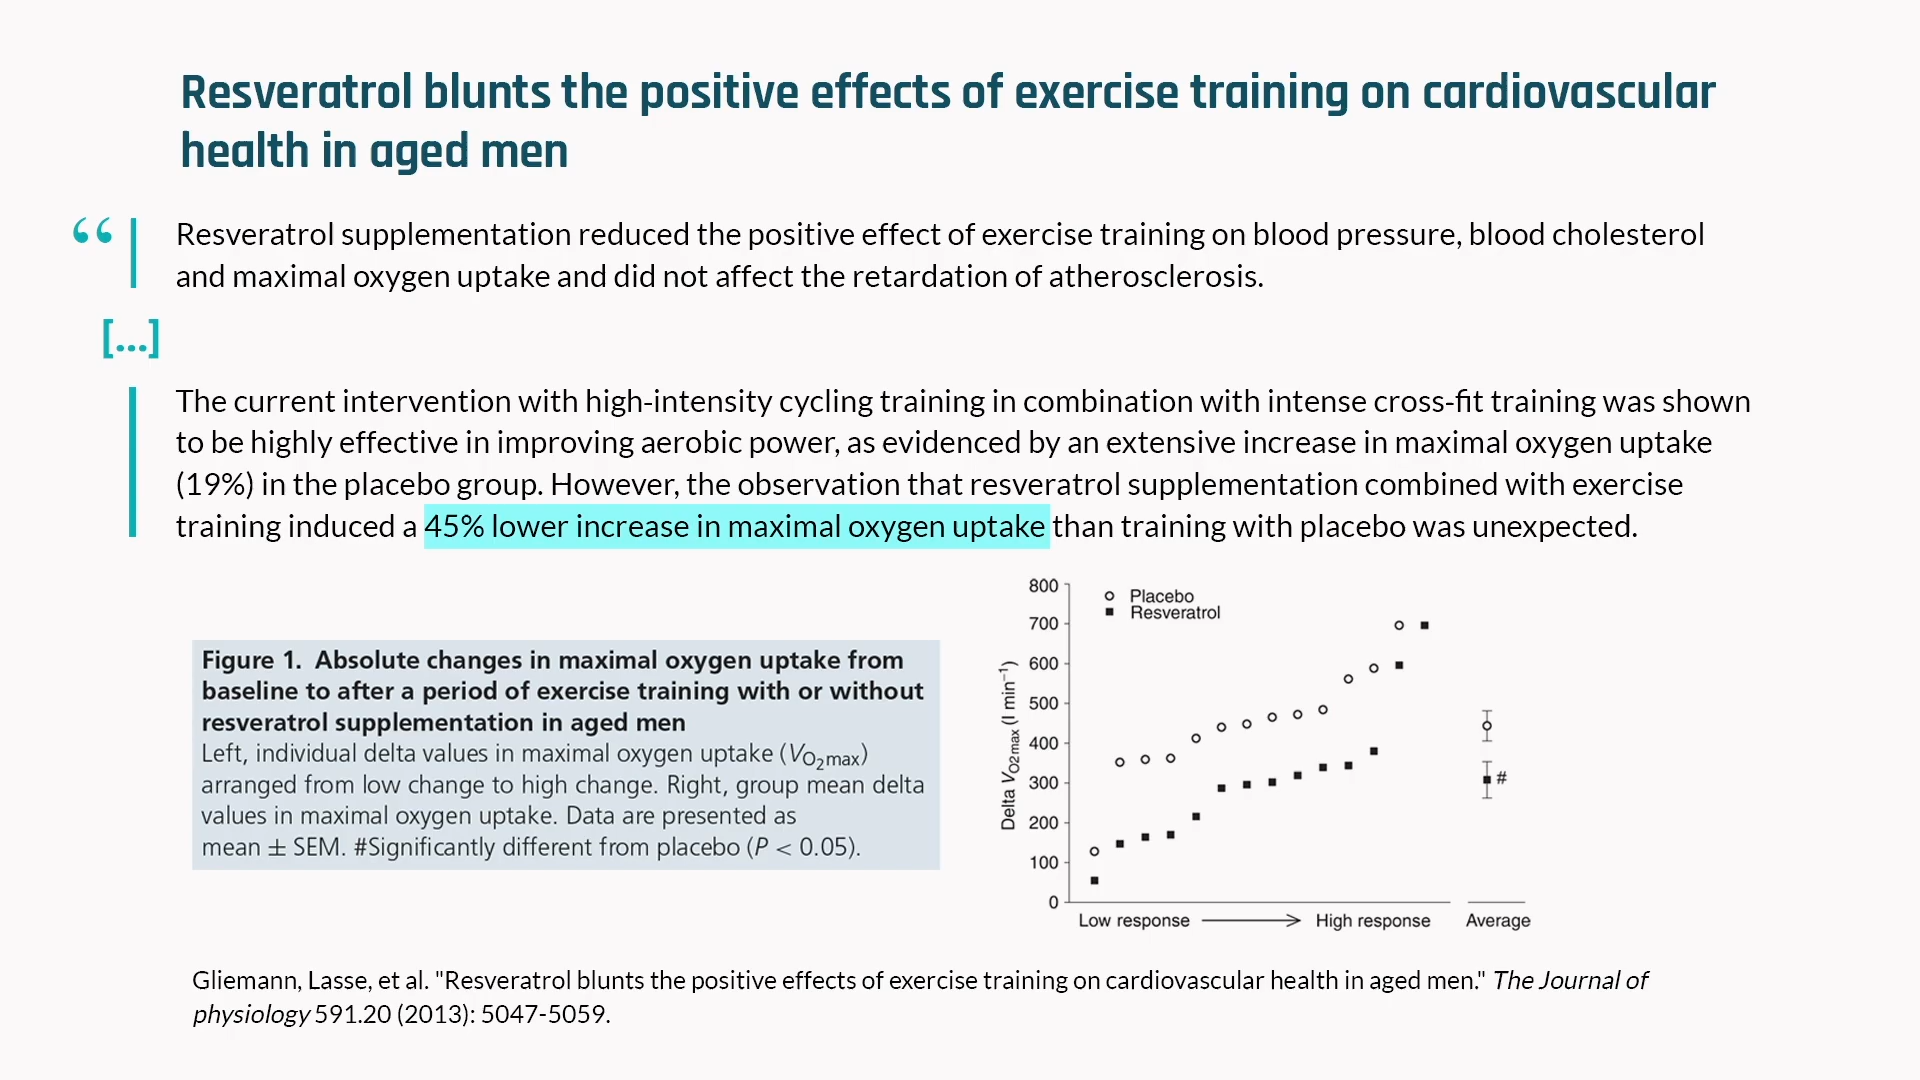 Resveratrol blunts the positive effects of exercise training on cardiovascular
health in aged men
“
Resveratrol supplementation reduced the positive effect of exercise training on blood pressure, blood cholesterol
and maximal oxygen uptake and did not affect the retardation of atherosclerosis.
[...]
The current intervention with high-intensity cycling training in combination with intense cross-fit training was shown
to be highly effective in improving aerobic power, as evidenced by an extensive increase in maximal oxygen uptake
(19%) in the placebo group. However, the observation that resveratrol supplementation combined with exercise
training induced a 45% lower increase in maximal oxygen uptake than training with placebo was unexpected.
Figure 1. Absolute changes in maximal oxygen uptake from
baseline to after a period of exercise training with or without
resveratrol supplementation in aged men
Left, individual delta values in maximal oxygen uptake (VO2max)
arranged from low change to high change. Right, group mean delta
values in maximal oxygen uptake. Data are presented as
mean ± SEM. #Significantly different from placebo (P < 0.05).
Delta VO2max (l min−1)
800
700
600
500
400
300
200
100
0
Placebo
Resveratrol
#
Low response
High response
Average
Gliemann, Lasse, et al. "Resveratrol blunts the positive effects of exercise training on cardiovascular health in aged men." The Journal of
physiology 591.20 (2013): 5047-5059.